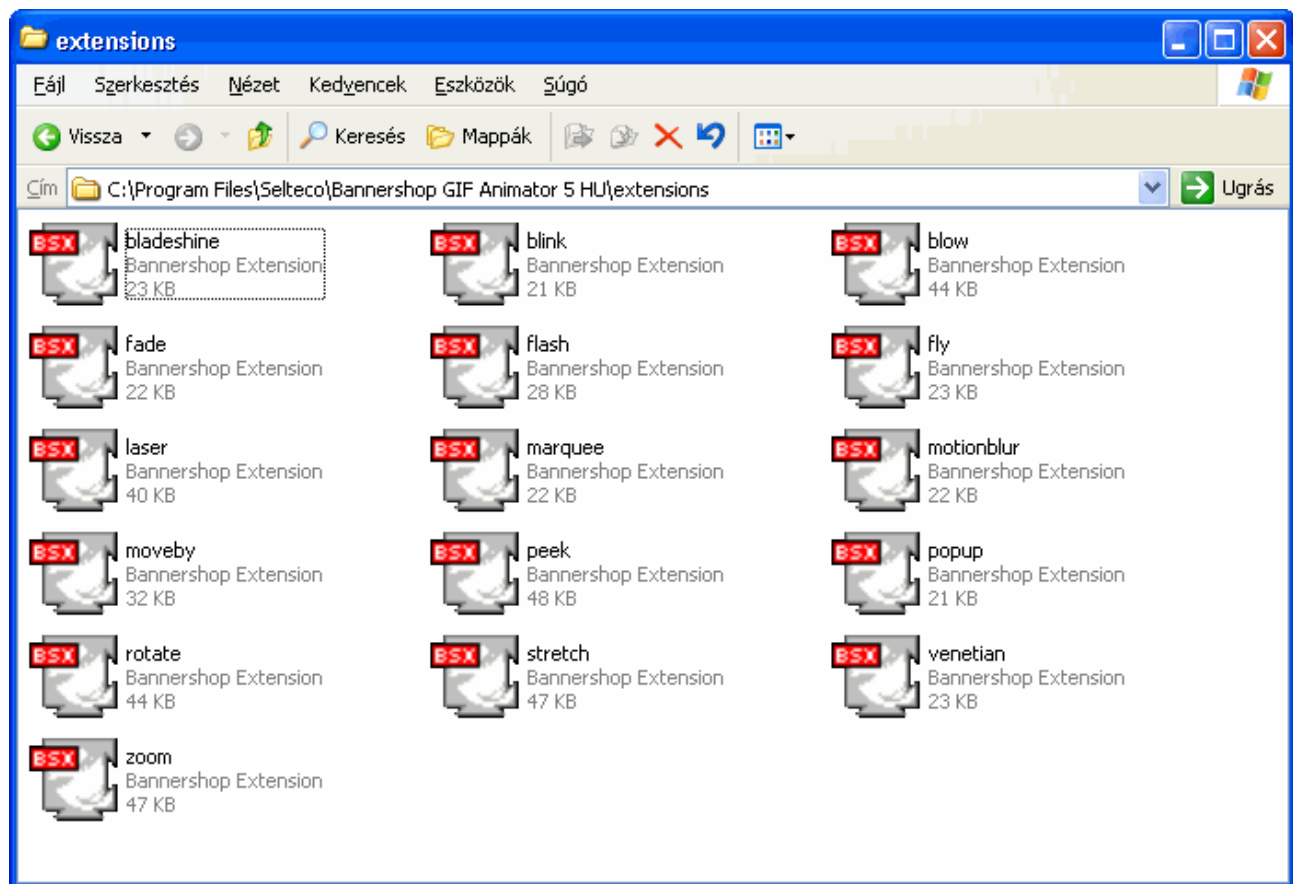 extensions
Fájl Szerkesztés Nézet Kedvencek Eszközök Súgó
Vissza Keresés Mappák
Cím C:\Program Files\Selteco\Bannershop GIF Animator 5 HU\extensions Ugrás
BSX bladeshine
Bannershop Extension
23 KB
BSX blink
Bannershop Extension
21 KB
BSX blow
Bannershop Extension
44 KB
BSX fade
Bannershop Extension
22 KB
BSX flash
Bannershop Extension
28 KB
BSX fly
Bannershop Extension
23 KB
BSX laser
Bannershop Extension
40 KB
BSX marquee
Bannershop Extension
22 KB
BSX motionblur
Bannershop Extension
22 KB
BSX moveby
Bannershop Extension
32 KB
BSX peek
Bannershop Extension
48 KB
BSX popup
Bannershop Extension
21 KB
BSX rotate
Bannershop Extension
44 KB
BSX stretch
Bannershop Extension
47 KB
BSX venetian
Bannershop Extension
23 KB
BSX zoom
Bannershop Extension
47 KB